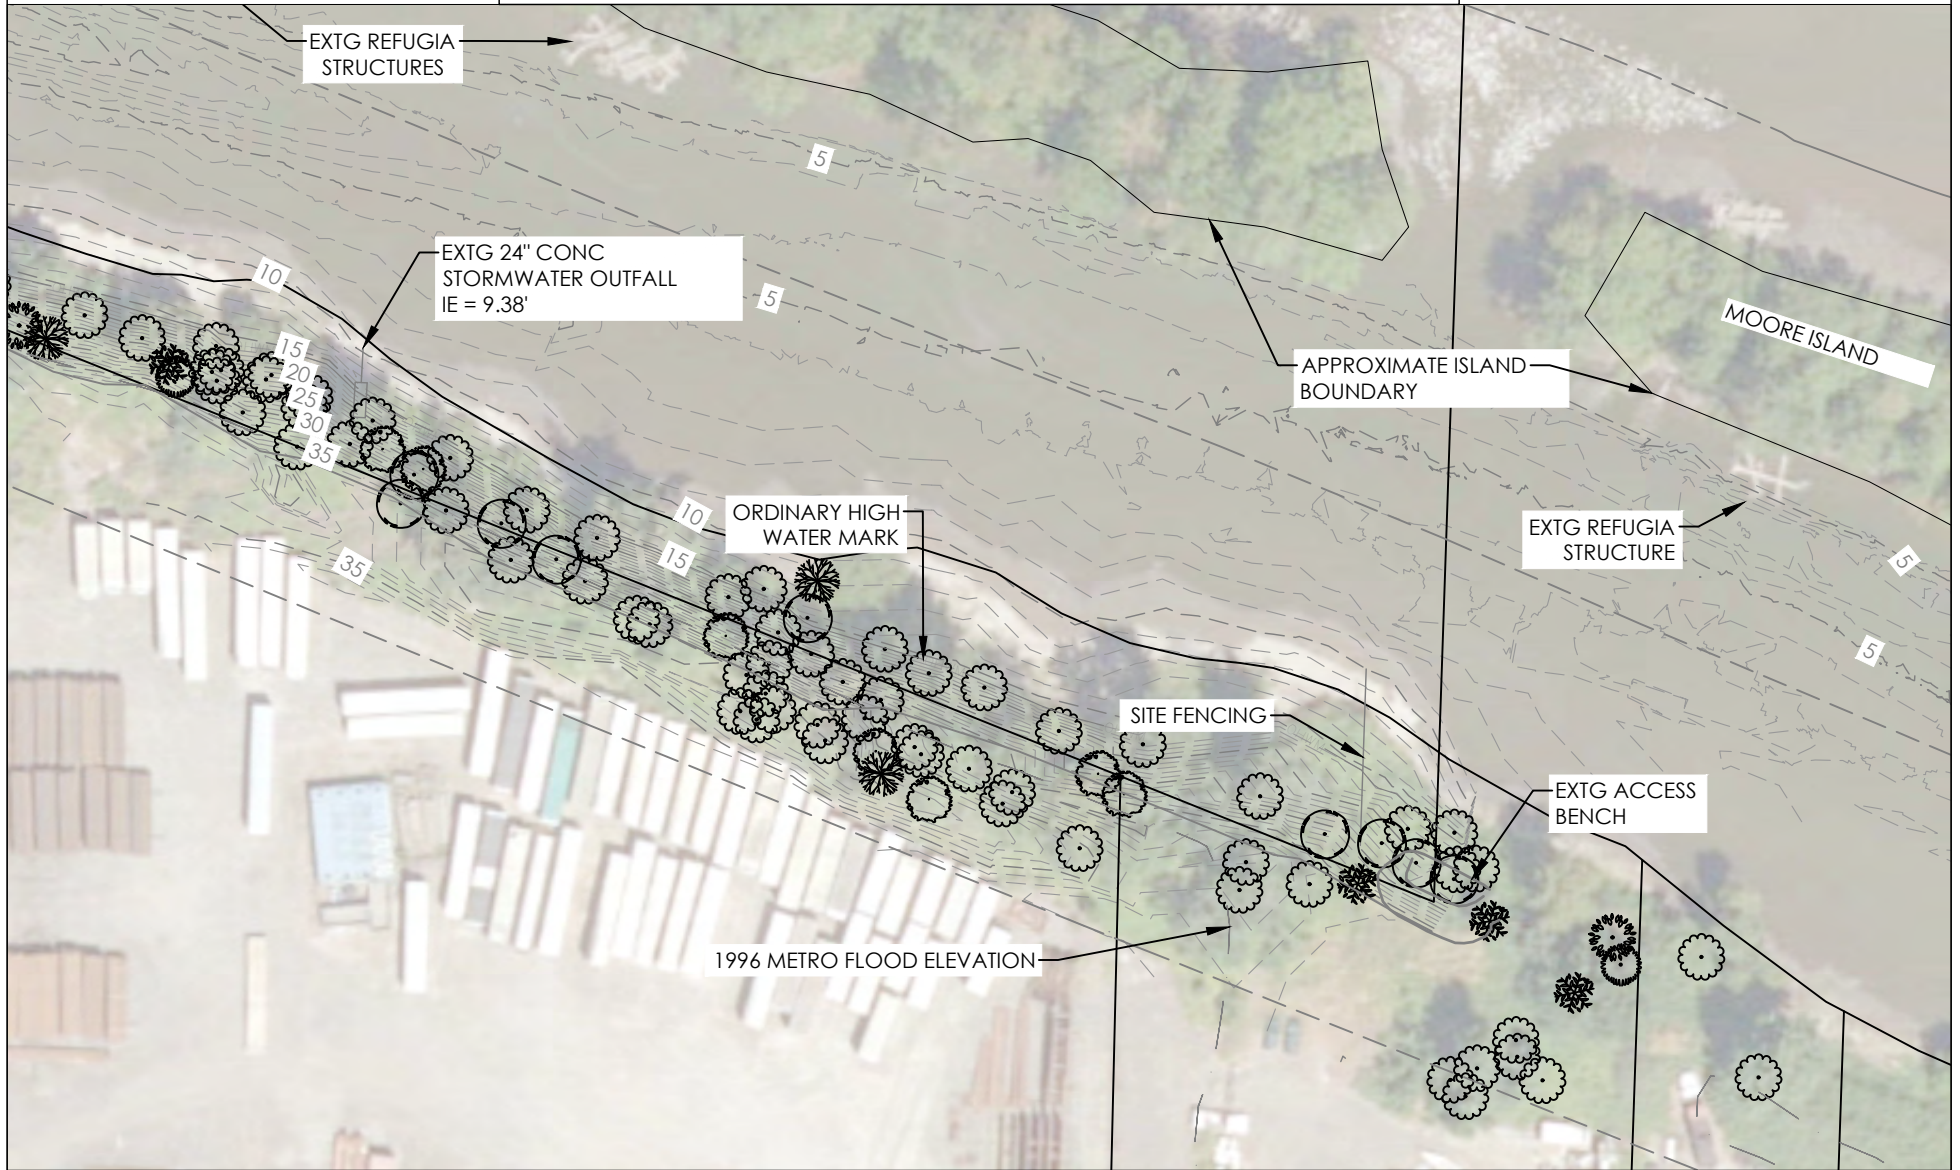 EXTG REFUGIA
STRUCTURES
5
EXTG 24" CONC
STORMWATER OUTFALL
IE = 9.38'
10
5
MOORE ISLAND
15
20
25
30
35
APPROXIMATE ISLAND
BOUNDARY
ORDINARY HIGH
WATER MARK
10
15
35
EXTG REFUGIA
STRUCTURE
5
5
SITE FENCING
EXTG ACCESS
BENCH
1996 METRO FLOOD ELEVATION